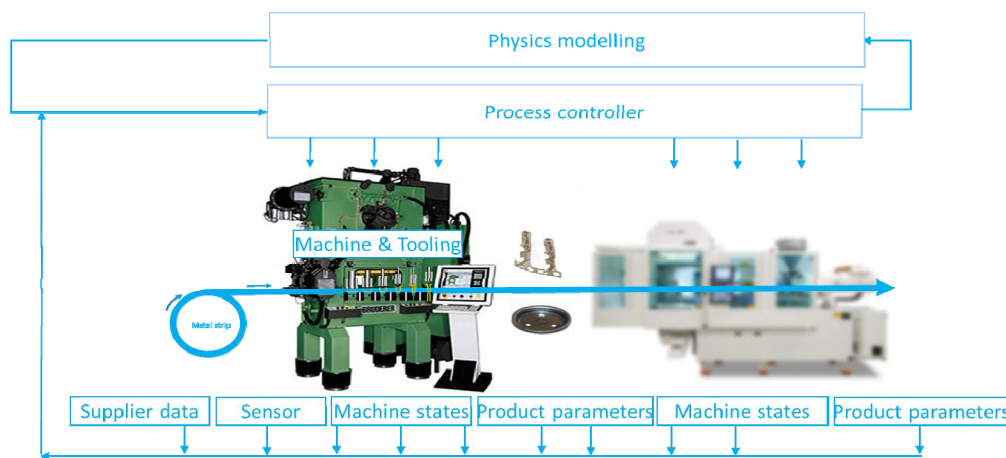 Physics modelling
Process controller
Machine & Tooling
Metal strip
BRUDERER
Supplier data
Sensor
Machine states
Product parameters
Machine states
Product parameters